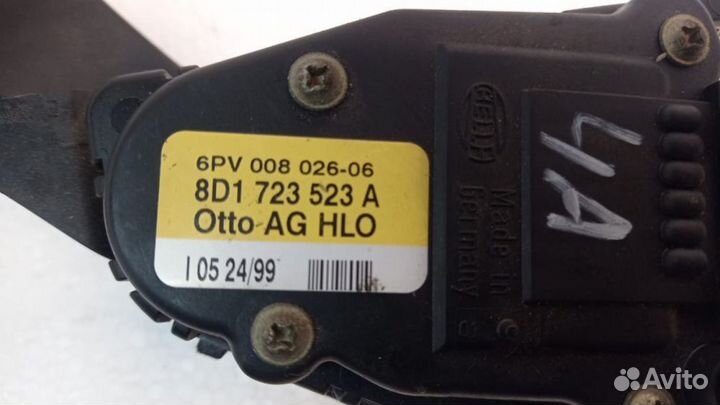 6PV 008 026-06
8D1 723 523 A
Otto AG HLO
I 05 24/99
HELLA
Made in
Germany
4A
Avito